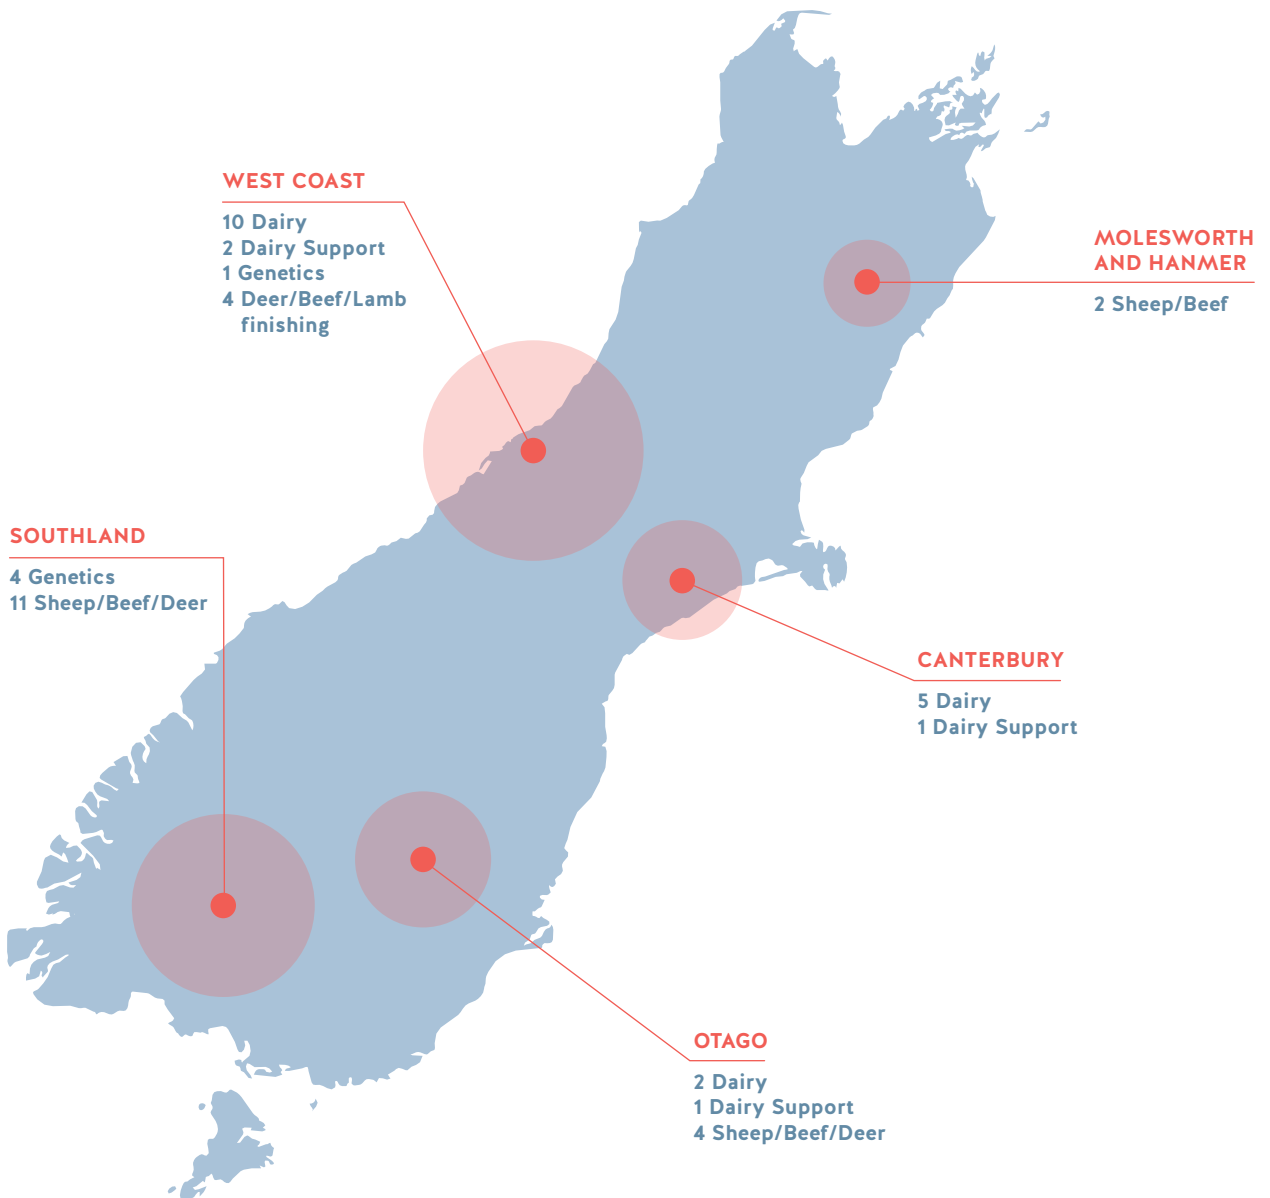 WEST COAST
10 Dairy
2 Dairy Support
1 Genetics
4 Deer/Beef/Lamb
finishing
MOLESWORTH
AND HANMER
2 Sheep/Beef
SOUTHLAND
4 Genetics
11 Sheep/Beef/Deer
CANTERBURY
5 Dairy
1 Dairy Support
OTAGO
2 Dairy
1 Dairy Support
4 Sheep/Beef/Deer